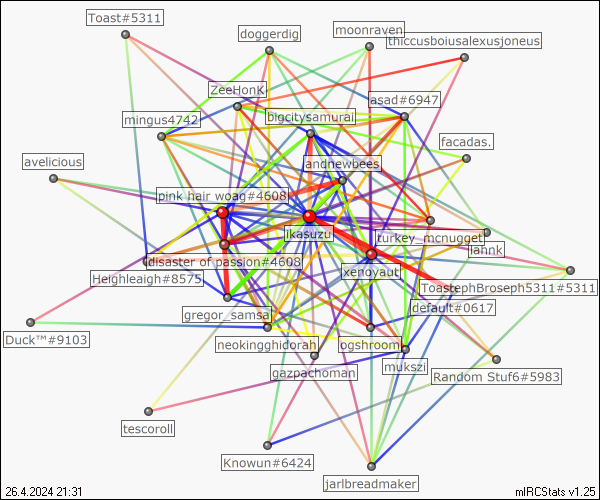 Toast#5311
doggerdig
moonraven
thiccusboiusalexusjoneus
ZeeHonK
asad#6947
mingus4742
bigcitysamurai
facadas.
avelicious
andnewbees
pink hair woag#4608
Ikasuzu
turkey_mcnugget
fannk
disaster of passion#4608
xenoyaut
Heighleaigh#8575
ToastephBroseph5311#5311
default#0617
gregor_samsa
Duck™#9103
neokingghidorah
ogshroom
gazpachoman
mukszi
Random Stuf6#5983
tescoroll
Knowun#6424
jarlbreadmaker
26.4.2024 21:31
mIRCStats v1.25